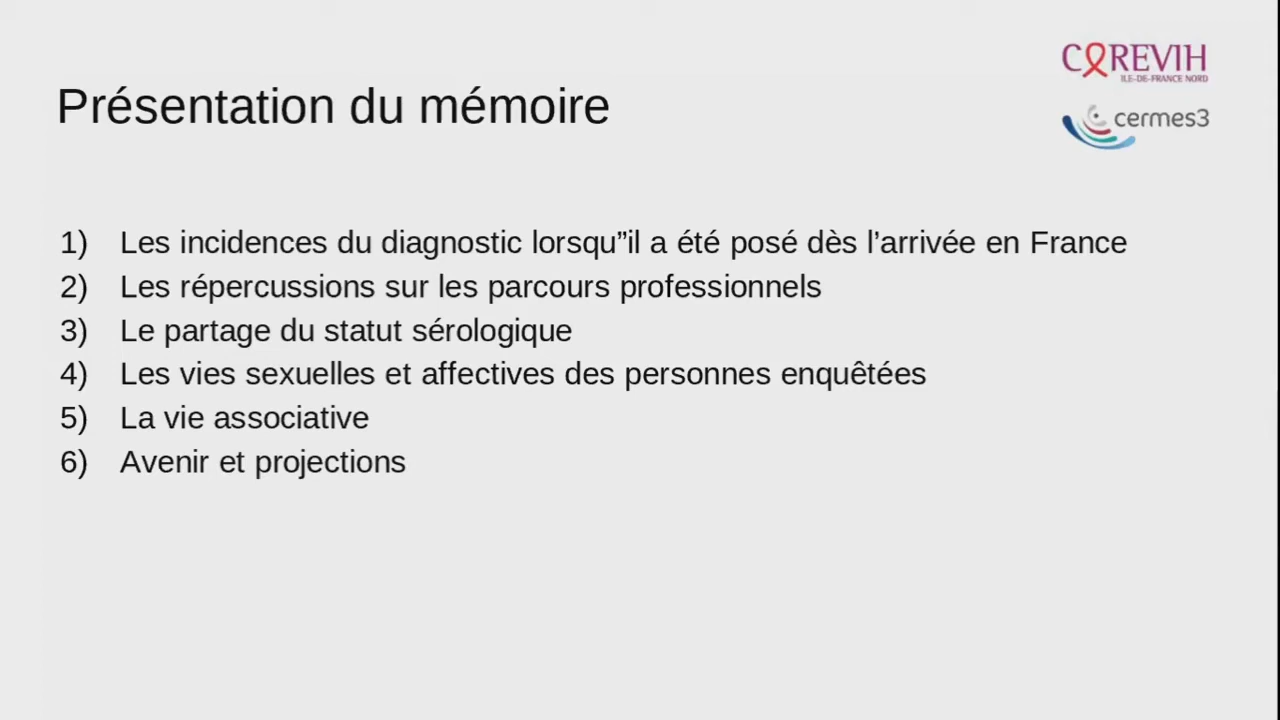 COREVIH
ILE-DE-FRANCE NORD
Présentation du mémoire
cermes3
1) Les incidences du diagnostic lorsqu”il a été posé dès l’arrivée en France
2) Les répercussions sur les parcours professionnels
3) Le partage du statut sérologique
4) Les vies sexuelles et affectives des personnes enquêtées
5) La vie associative
6) Avenir et projections